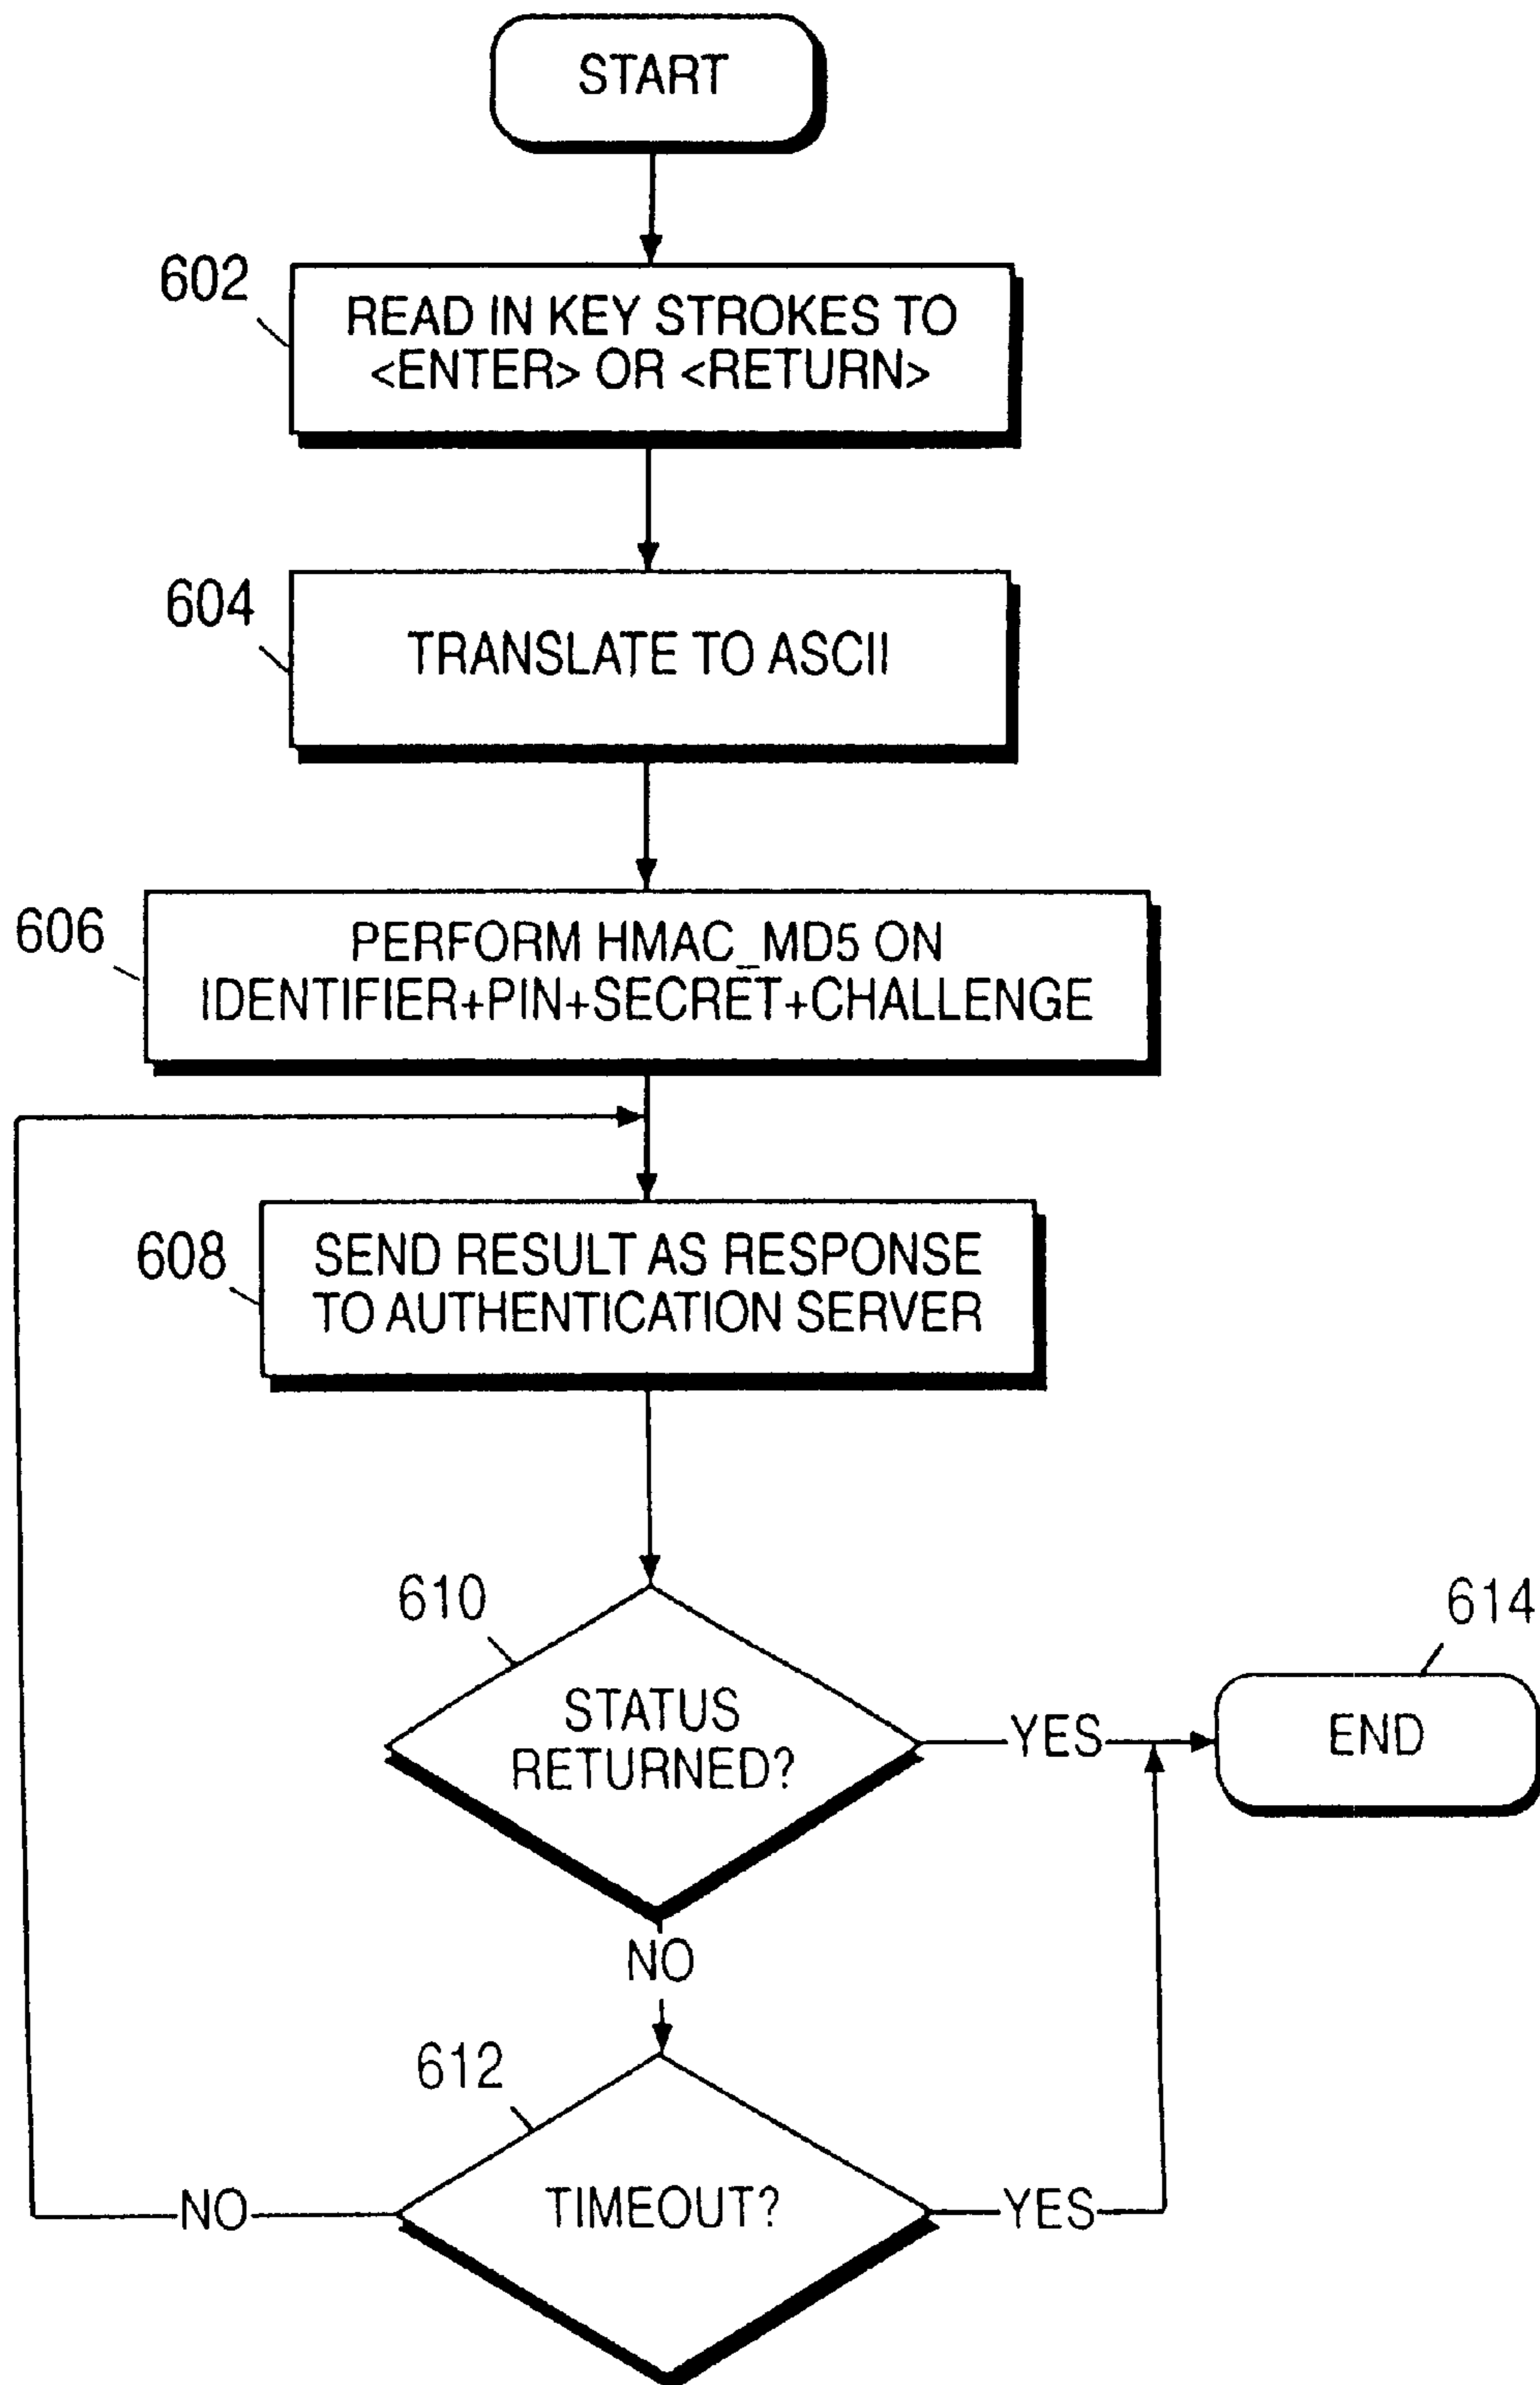 START
602
READ IN KEY STROKES TO
<ENTER> OR <RETURN>
604
TRANSLATE TO ASCII
606
PERFORM HMAC_MD5 ON
IDENTIFIER+PIN+SECRET+CHALLENGE
608
SEND RESULT AS RESPONSE
TO AUTHENTICATION SERVER
610
STATUS
RETURNED?
YES
614
END
NO
612
TIMEOUT?
NO
YES